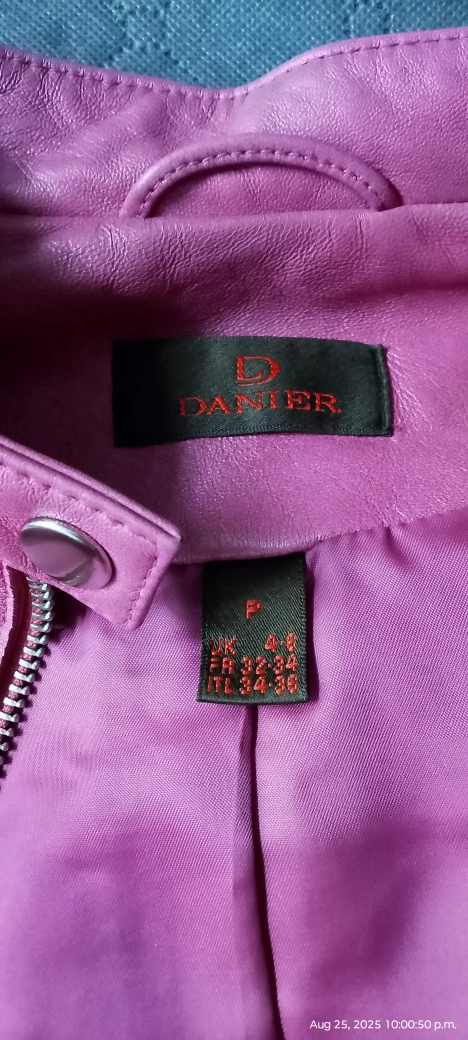 D
DANIER
P
UK 4-6
FR 32-34
ITL 34-36
Aug 25, 2025 10:00:50 p.m.